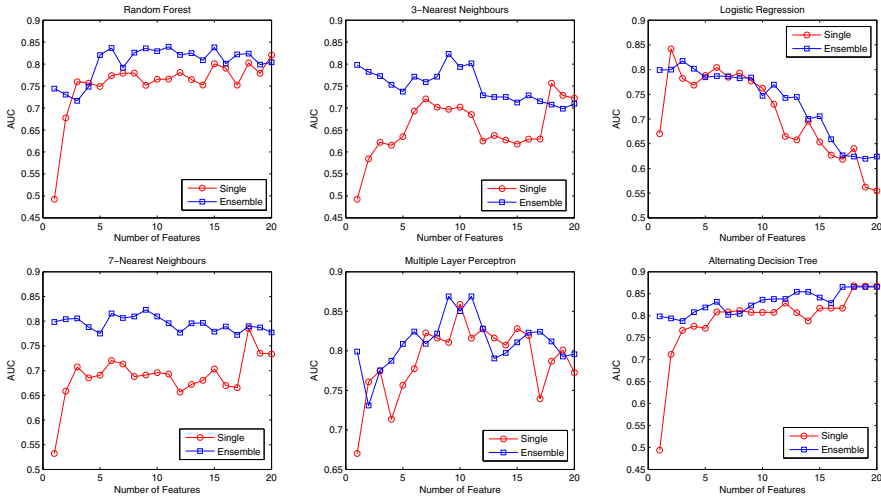 Random Forest
0.9
0.85
0.8
0.75
0.7
0.65
0.6
0.55
0.5
0.45
AUC
0
5
10
15
20
Number of Features
Single
Ensemble
3−Nearest Neighbours
0.9
0.85
0.8
0.75
0.7
0.65
0.6
0.55
0.5
0.45
AUC
0
5
10
15
20
Number of Features
Single
Ensemble
Logistic Regression
0.9
0.85
0.8
0.75
0.7
0.65
0.6
0.55
0.5
AUC
0
5
10
15
20
Number of Features
Single
Ensemble
7−Nearest Neighbours
0.9
0.85
0.8
0.75
0.7
0.65
0.6
0.55
0.5
AUC
0
5
10
15
20
Number of Features
Single
Ensemble
Multiple Layer Perceptron
0.9
0.85
0.8
0.75
0.7
0.65
AUC
0
5
10
15
20
Number of Feature
Single
Ensemble
Alternating Decision Tree
0.9
0.85
0.8
0.75
0.7
0.65
0.6
0.55
0.5
0.45
AUC
0
5
10
15
20
Number of Features
Single
Ensemble